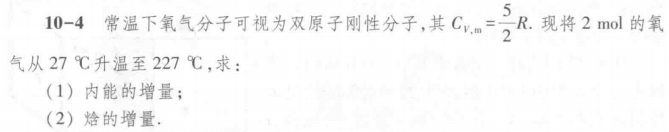 10-4 常温下氧气分子可视为双原子刚性分子,其 C_{V,m}=\frac{5}{2}R. 现将 2 mol 的氧
气从 27 ℃升温至 227 ℃,求:
(1) 内能的增量;
(2) 焓的增量.